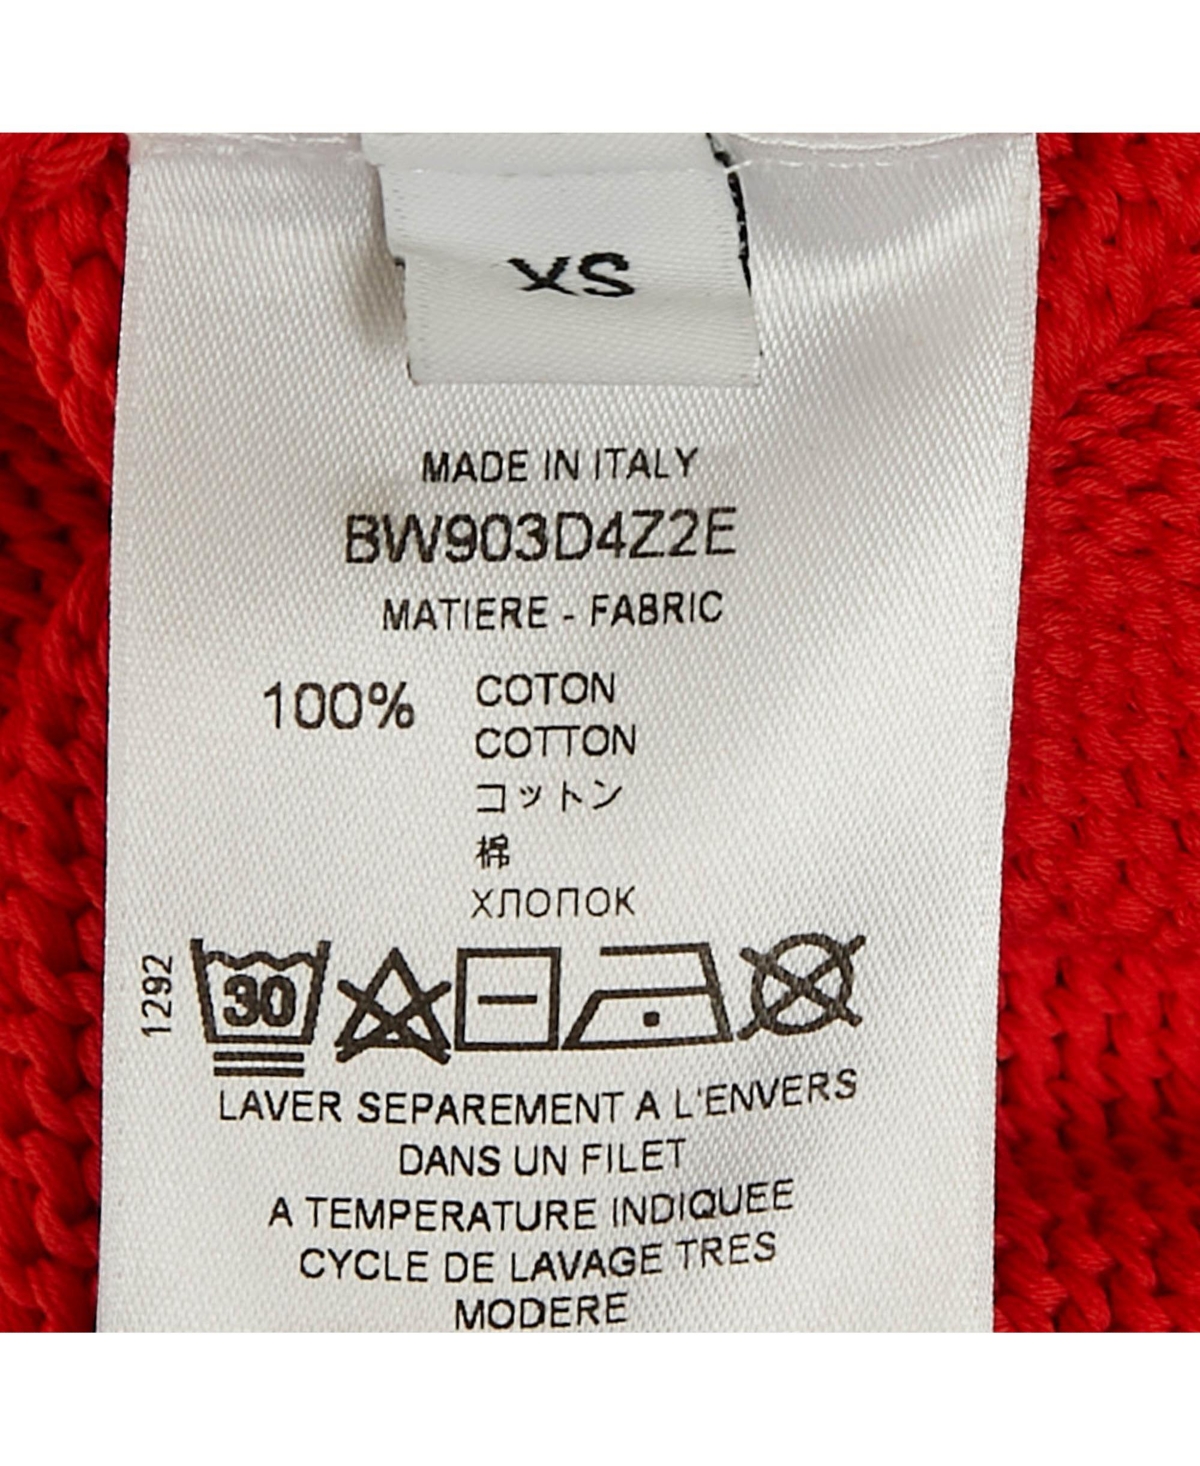 XS
MADE IN ITALY
BW903D4Z2E
MATIERE - FABRIC
100% COTON
COTTON
コットン
棉
ХЛОПОК
1292
30
LAVER SEPAREMENT A L'ENVERS
DANS UN FILET
A TEMPERATURE INDIQUEE
CYCLE DE LAVAGE TRES
MODERE